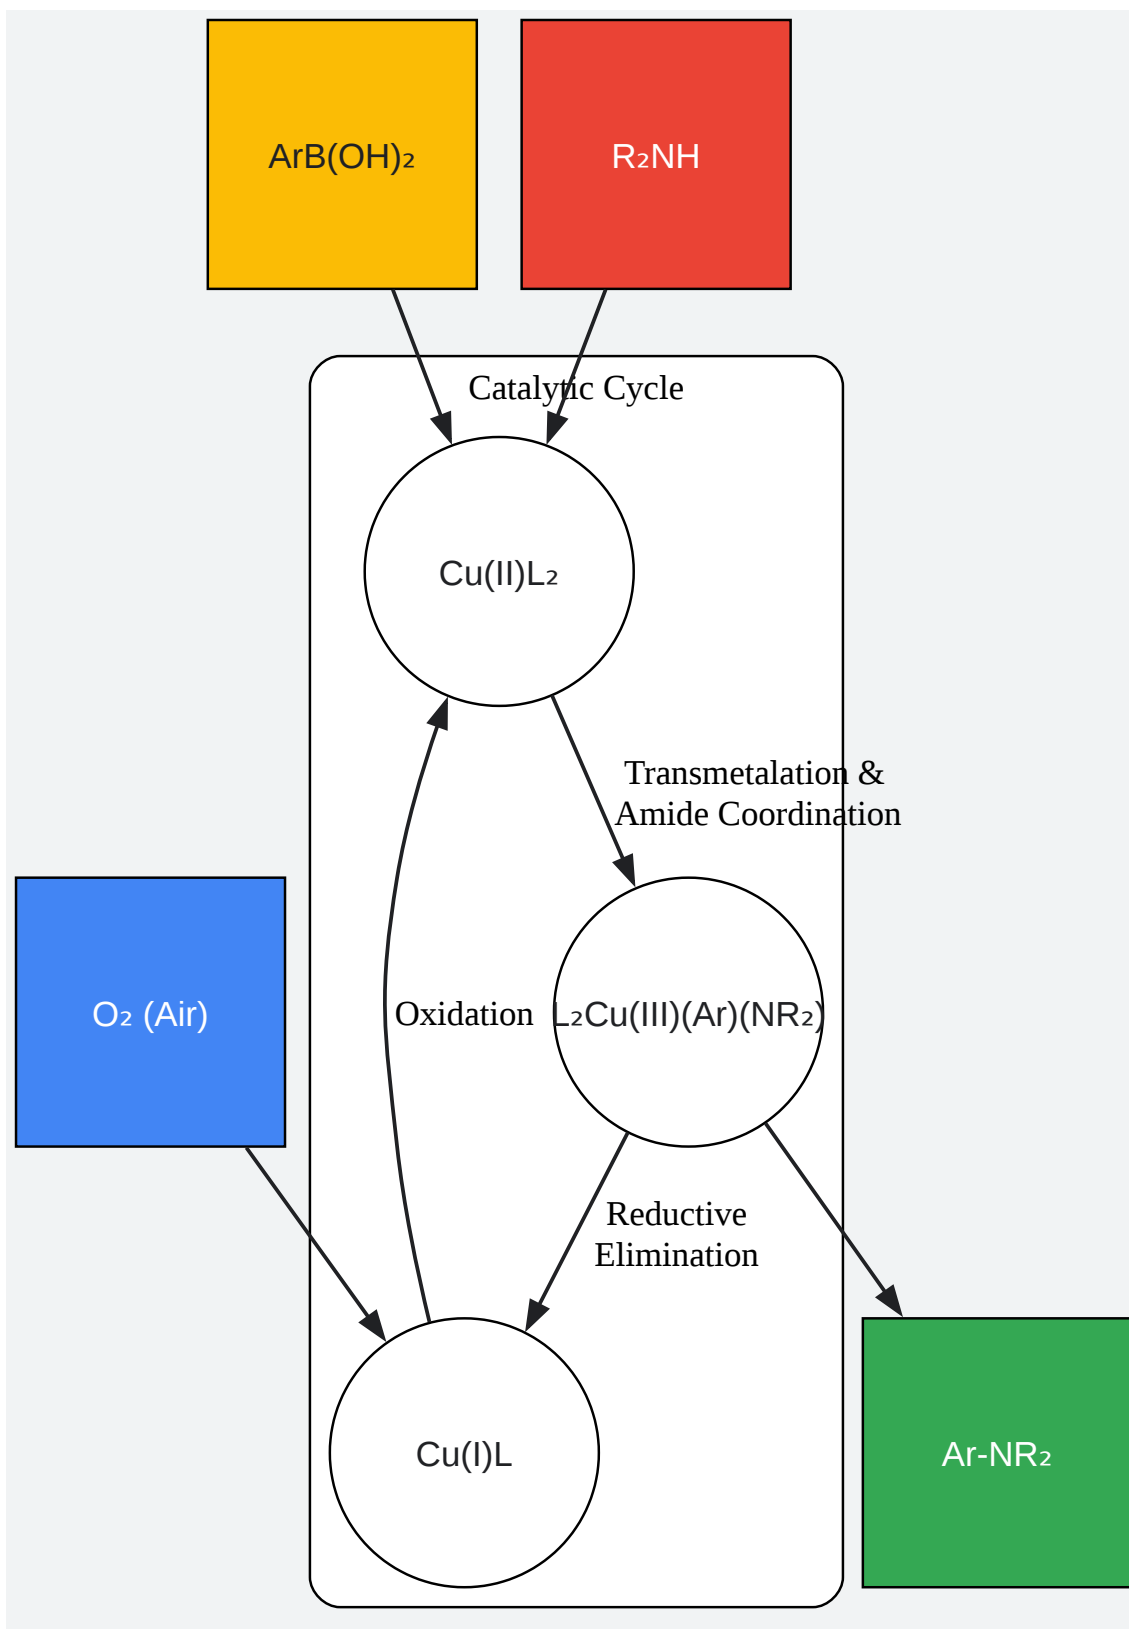 ArB(OH)₂
R₂NH
Catalytic Cycle
Cu(II)L₂
Transmetalation &
Amide Coordination
O₂ (Air)
Oxidation
L₂Cu(III)(Ar)(NR₂)
Reductive
Elimination
Cu(I)L
Ar-NR₂